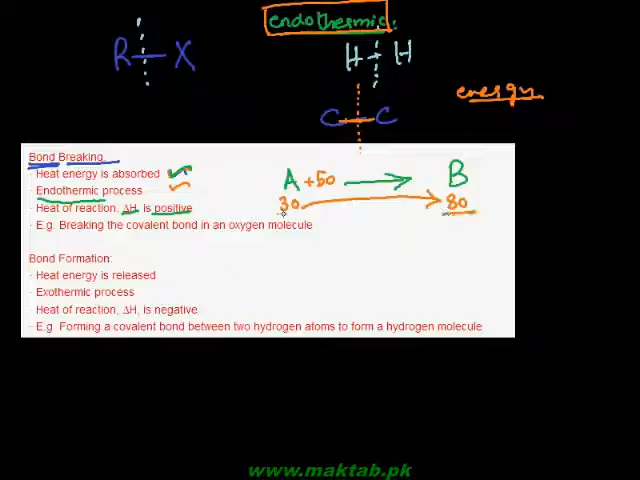 endothermic:
R-X
H-H
energy
C-C
Bond Breaking:
- Heat energy is absorbed
- Endothermic process
- Heat of reaction, ΔH, is positive
- E.g. Breaking the covalent bond in an oxygen molecule
A +50 → B
30 → 80
Bond Formation:
- Heat energy is released
- Exothermic process
- Heat of reaction, ΔH, is negative
- E.g. Forming a covalent bond between two hydrogen atoms to form a hydrogen molecule
www.maktab.pk